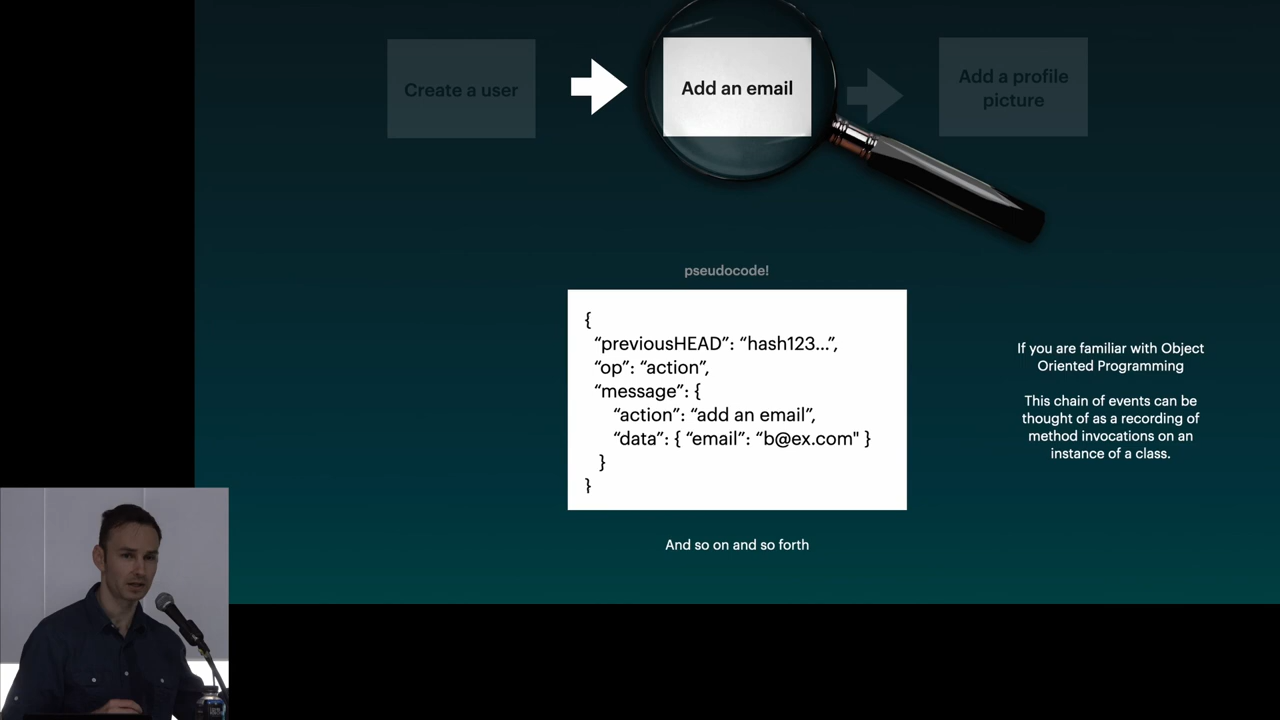 Create a user
Add an email
Add a profile
picture
pseudocode!
{
“previousHEAD”: “hash123...”,
“op”: “action”,
“message”: {
“action”: “add an email”,
“data”: { “email”: “b@ex.com" }
}
}
If you are familiar with Object
Oriented Programming
This chain of events can be
thought of as a recording of
method invocations on an
instance of a class.
And so on and so forth